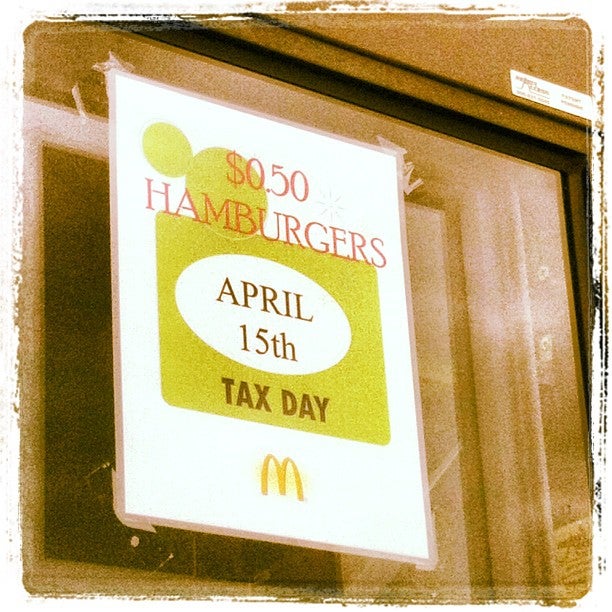 $0.50
HAMBURGERS
APRIL
15th
TAX DAY